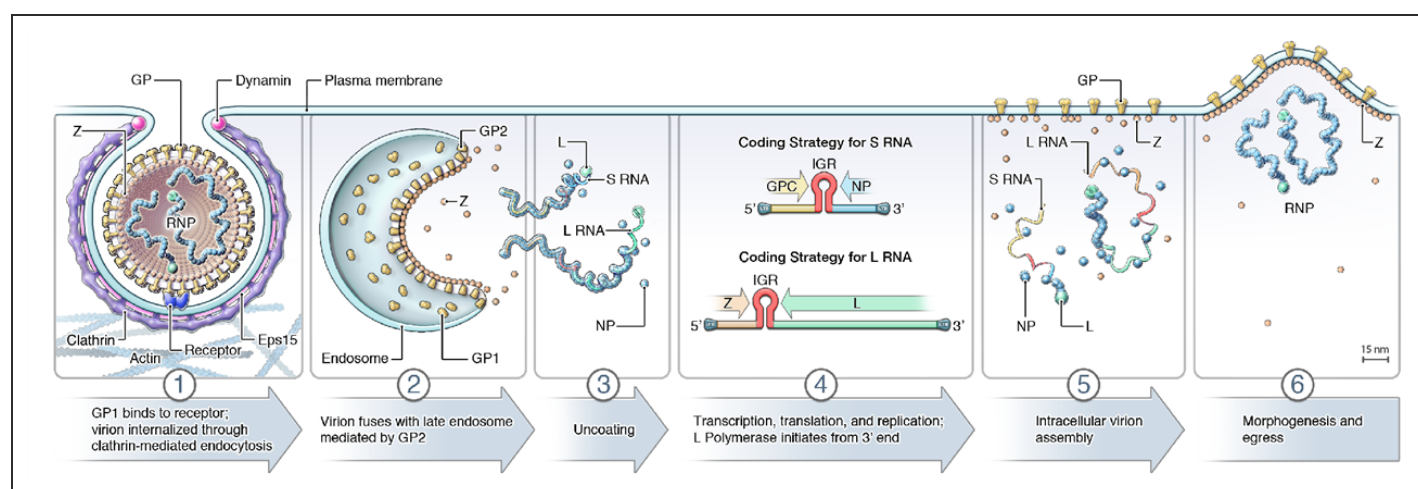 GP
Dynamin
Plasma membrane
Z
RNP
Clathrin
Actin
Receptor
Eps15
1
GP1 binds to receptor;
virion internalized through
clathrin-mediated endocytosis
GP2
Z
Endosome
GP1
2
Virion fuses with late endosome
mediated by GP2
L
S RNA
L RNA
NP
3
Uncoating
Coding Strategy for S RNA
IGR
GPC
NP
5'
3'
Coding Strategy for L RNA
IGR
Z
L
5'
3'
4
Transcription, translation, and replication;
L Polymerase initiates from 3' end
GP
Z
L RNA
S RNA
NP
L
5
Intracellular virion
assembly
Z
RNP
15 nm
6
Morphogenesis and
egress